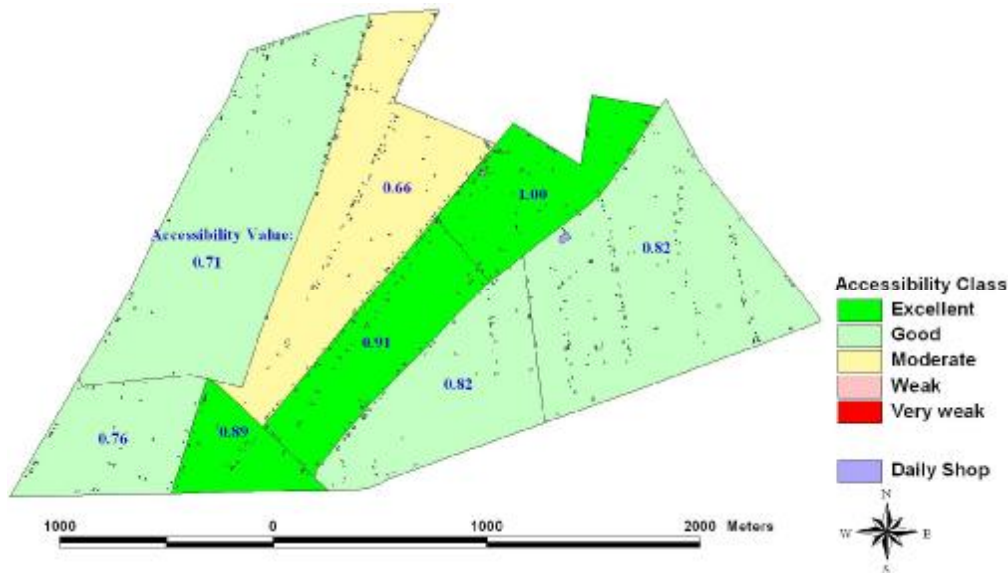 0.66
1.00
Accessibility Value:
0.71
0.82
0.91
0.82
0.76
0.89
Accessibility Class
Excellent
Good
Moderate
Weak
Very weak
Daily Shop
N
W E
S
1000 0 1000 2000 Meters